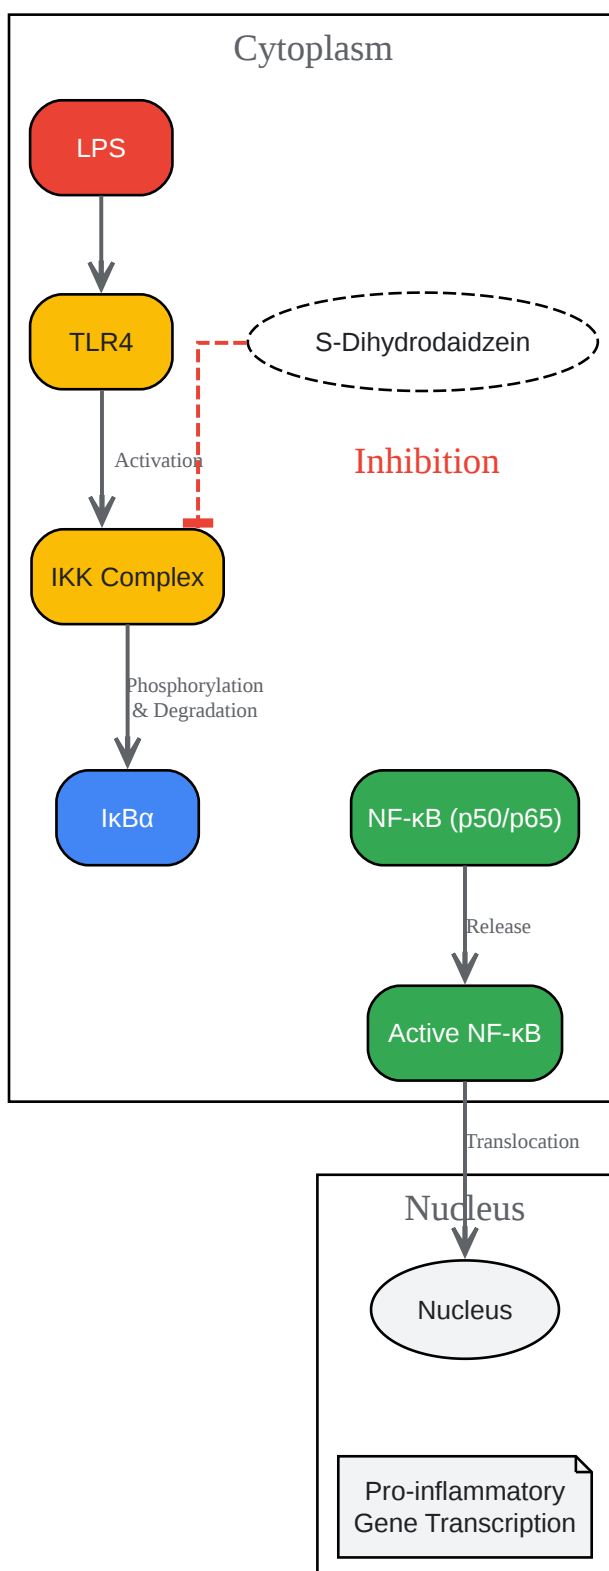 Cytoplasm
LPS
TLR4
S-Dihydrodaidzein
Activation
Inhibition
IKK Complex
Phosphorylation
& Degradation
IκBα
NF-κB (p50/p65)
Release
Active NF-κB
Translocation
Nucleus
Nucleus
Pro-inflammatory
Gene Transcription